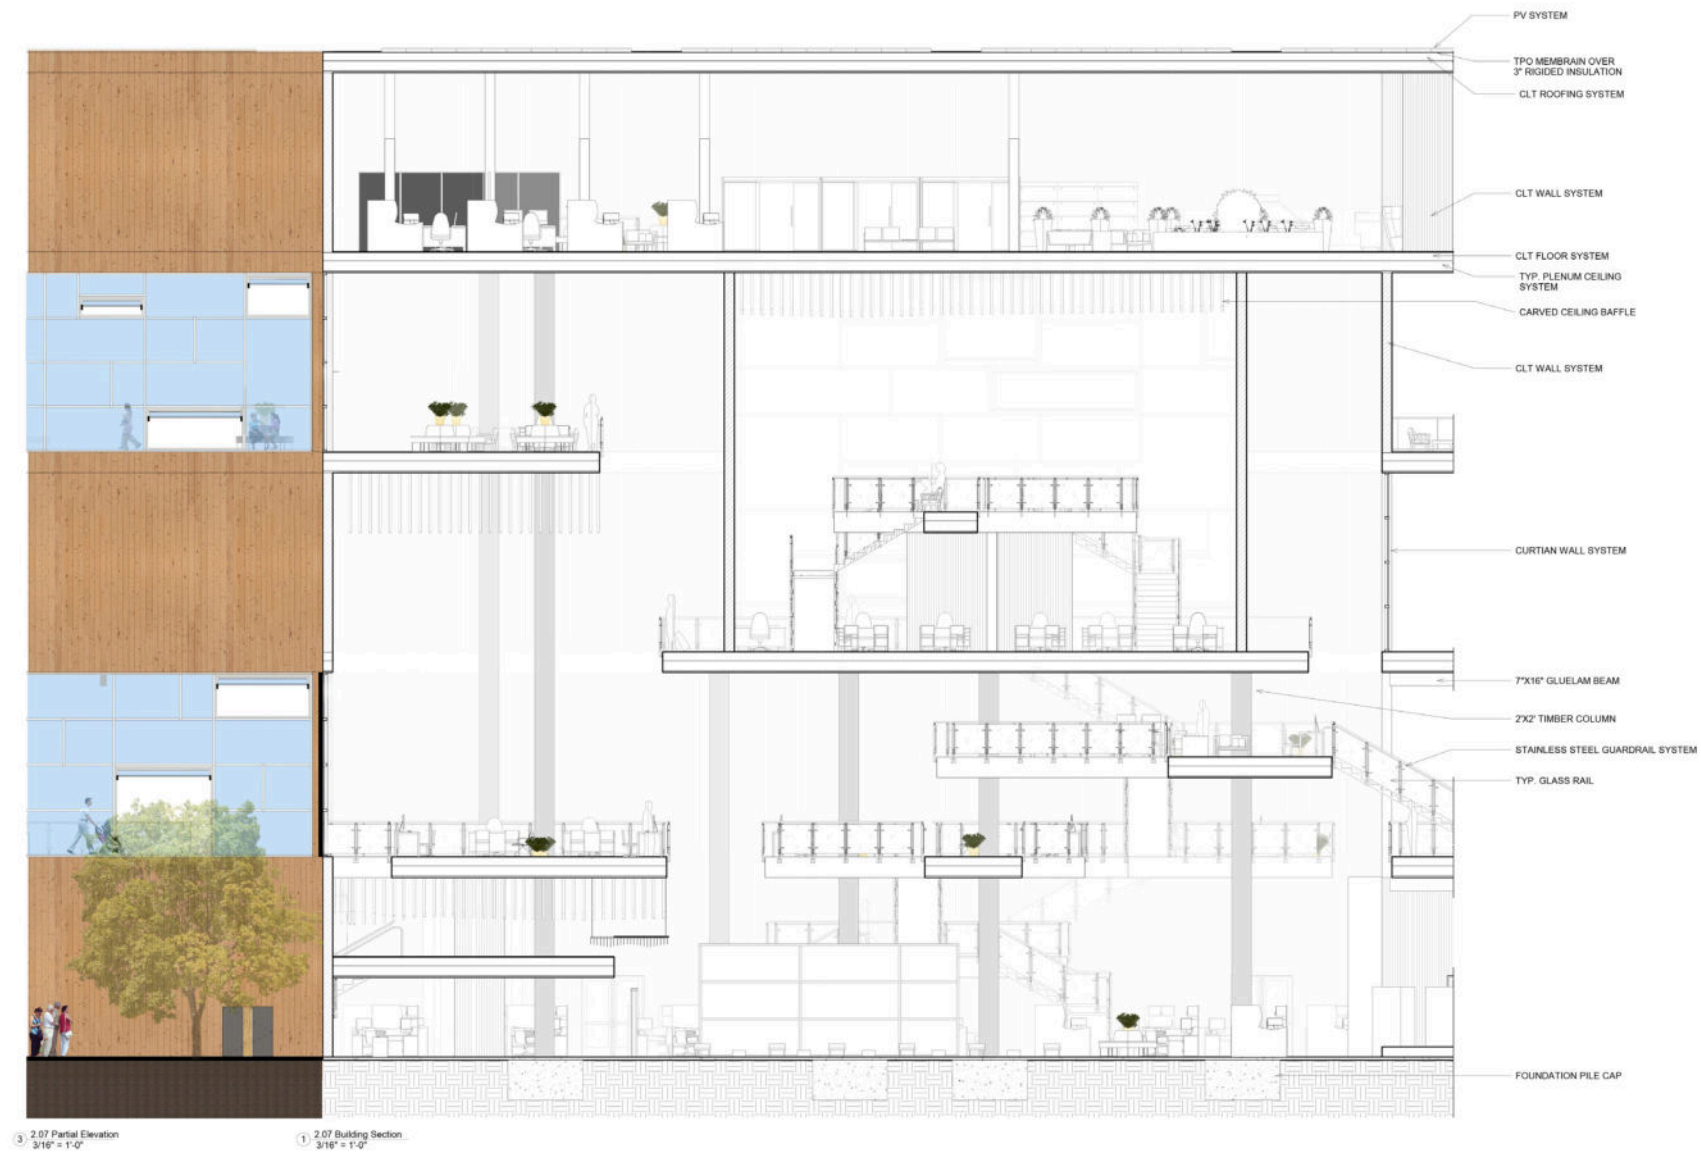 PV SYSTEM
TPO MEMBRAIN OVER
3" RIGIDED INSULATION
CLT ROOFING SYSTEM
CLT WALL SYSTEM
CLT FLOOR SYSTEM
TYP. PLENUM CEILING
SYSTEM
CARVED CEILING BAFFLE
CLT WALL SYSTEM
CURTIAN WALL SYSTEM
7"X16" GLUELAM BEAM
2'X2' TIMBER COLUMN
STAINLESS STEEL GUARDRAIL SYSTEM
TYP. GLASS RAIL
FOUNDATION PILE CAP
3 2.07 Partial Elevation
3/16" = 1'-0"
1 2.07 Building Section
3/16" = 1'-0"